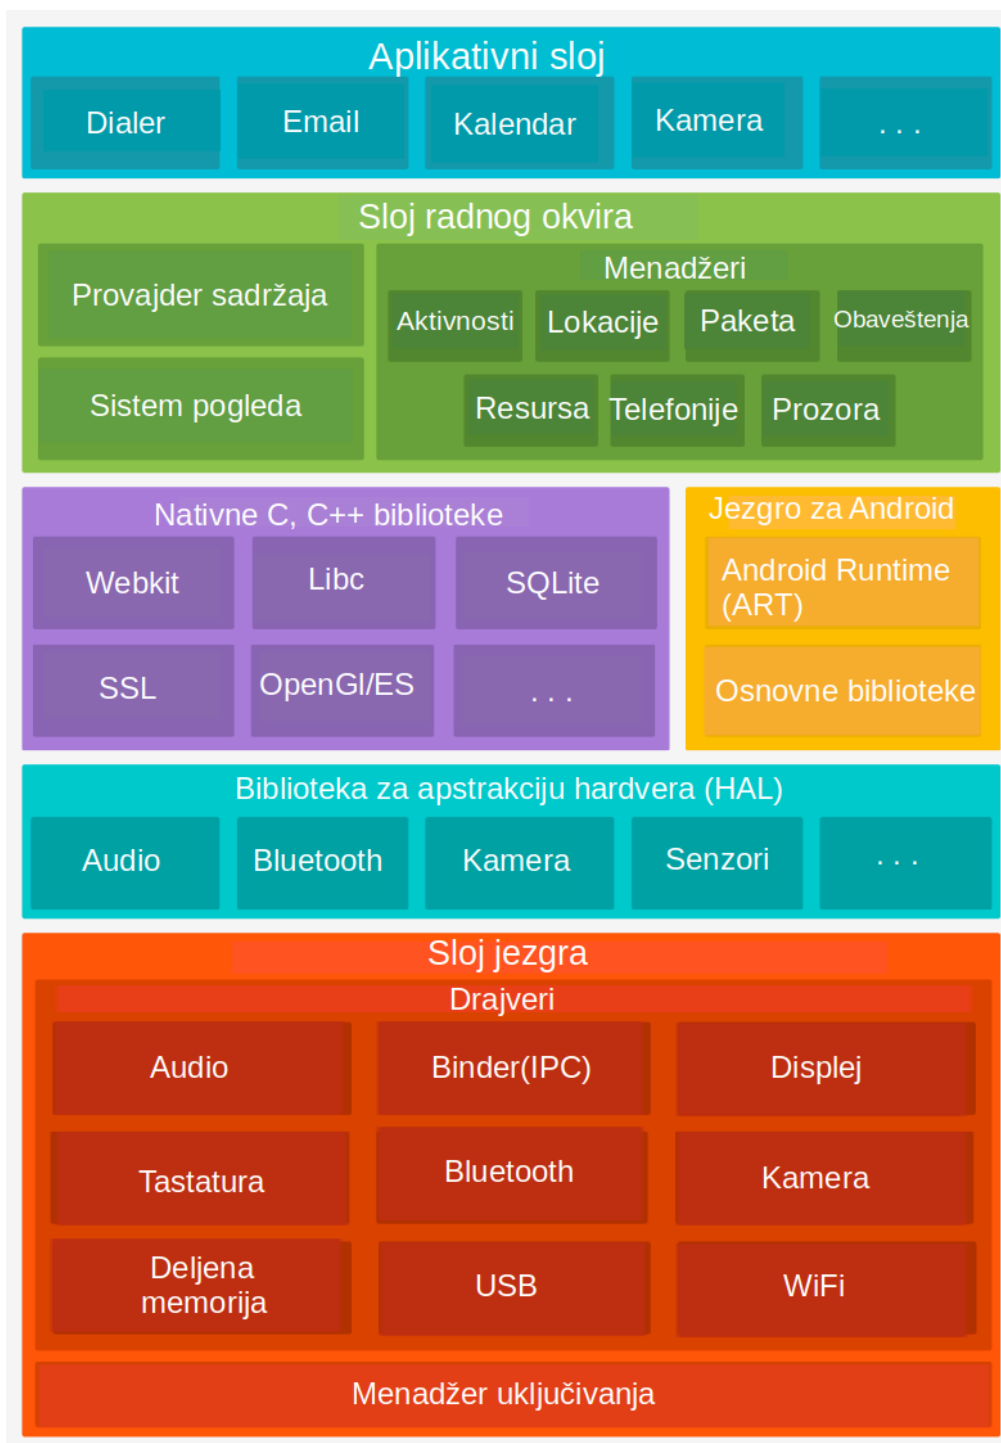 Aplikativni sloj
Dialer
Email
Kalendar
Kamera
. . .
Sloj radnog okvira
Provajder sadržaja
Sistem pogleda
Menadžeri
Aktivnosti
Lokacije
Paketa
Obaveštenja
Resursa
Telefonije
Prozora
Nativne C, C++ biblioteke
Webkit
Libc
SQLite
SSL
OpenGl/ES
. . .
Jezgro za Android
Android Runtime
(ART)
Osnovne biblioteke
Biblioteka za apstrakciju hardvera (HAL)
Audio
Bluetooth
Kamera
Senzori
. . .
Sloj jezgra
Drajveri
Audio
Binder(IPC)
Displej
Tastatura
Bluetooth
Kamera
Deljena
memorija
USB
WiFi
Menadžer uključivanja